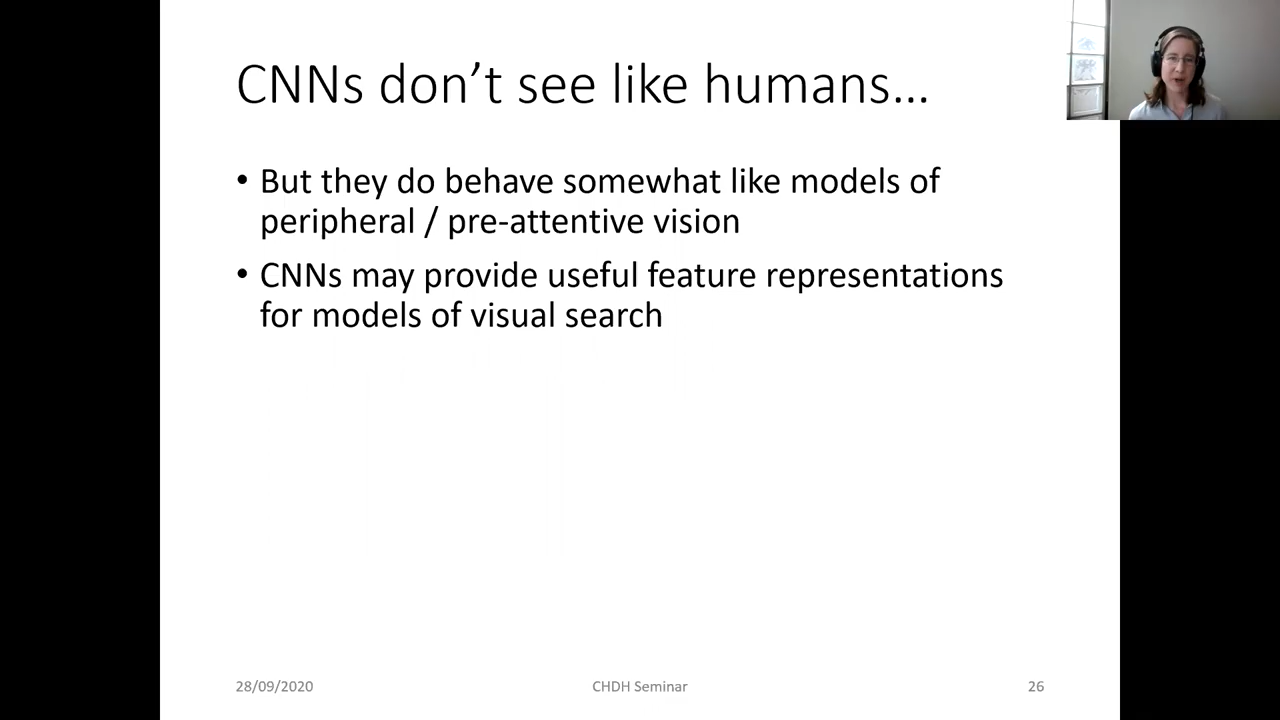 CNNs don’t see like humans…
• But they do behave somewhat like models of
peripheral / pre-attentive vision
• CNNs may provide useful feature representations
for models of visual search
28/09/2020
CHDH Seminar
26